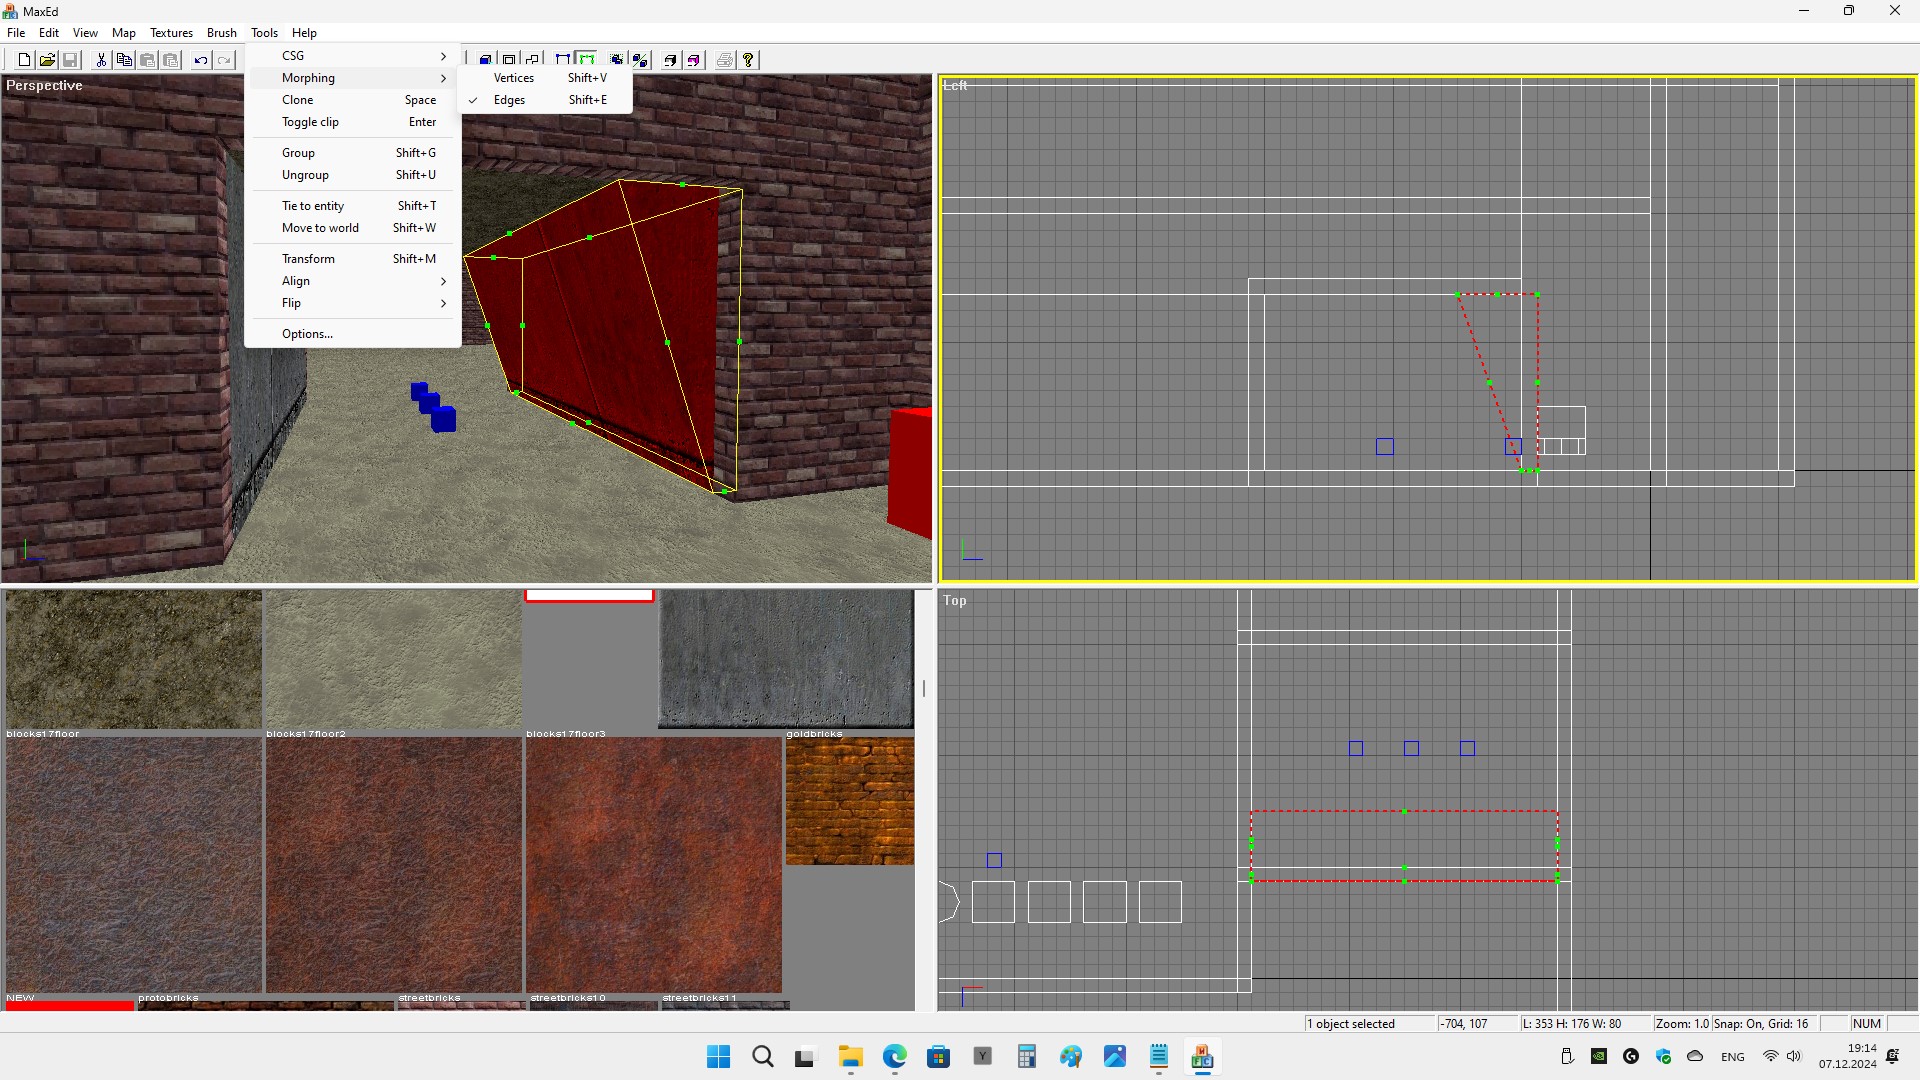 MaxEd
File Edit View Map Textures Brush Tools Help
CSG
Morphing
Clone Space
Toggle clip Enter
Group Shift+G
Ungroup Shift+U
Tie to entity Shift+T
Move to world Shift+W
Transform Shift+M
Align
Flip
Options...
Vertices Shift+V
Edges Shift+E
Perspective
Left
Top
blocks17floor blocks17floor2 blocks17floor3 goldbricks
NEW protobricks streetbricks streetbricks10 streetbricks11
1 object selected -704, 107 L: 353 H: 176 W: 80 Zoom: 1.0 Snap: On, Grid: 16 NUM
Y
ENG
19:14
07.12.2024